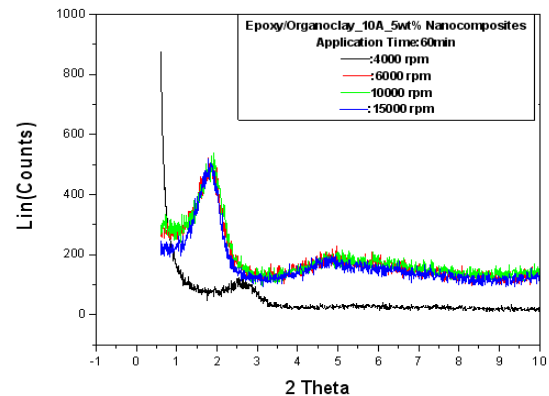 Epoxy/Organoclay_10A_5wt% Nanocomposites
Application Time:60min
:4000 rpm
:6000 rpm
10000 rpm
:15000 rpm
Lin(Counts)
1000
800
600
400
200
0
-1 0 1 2 3 4 5 6 7 8 9 10
2 Theta